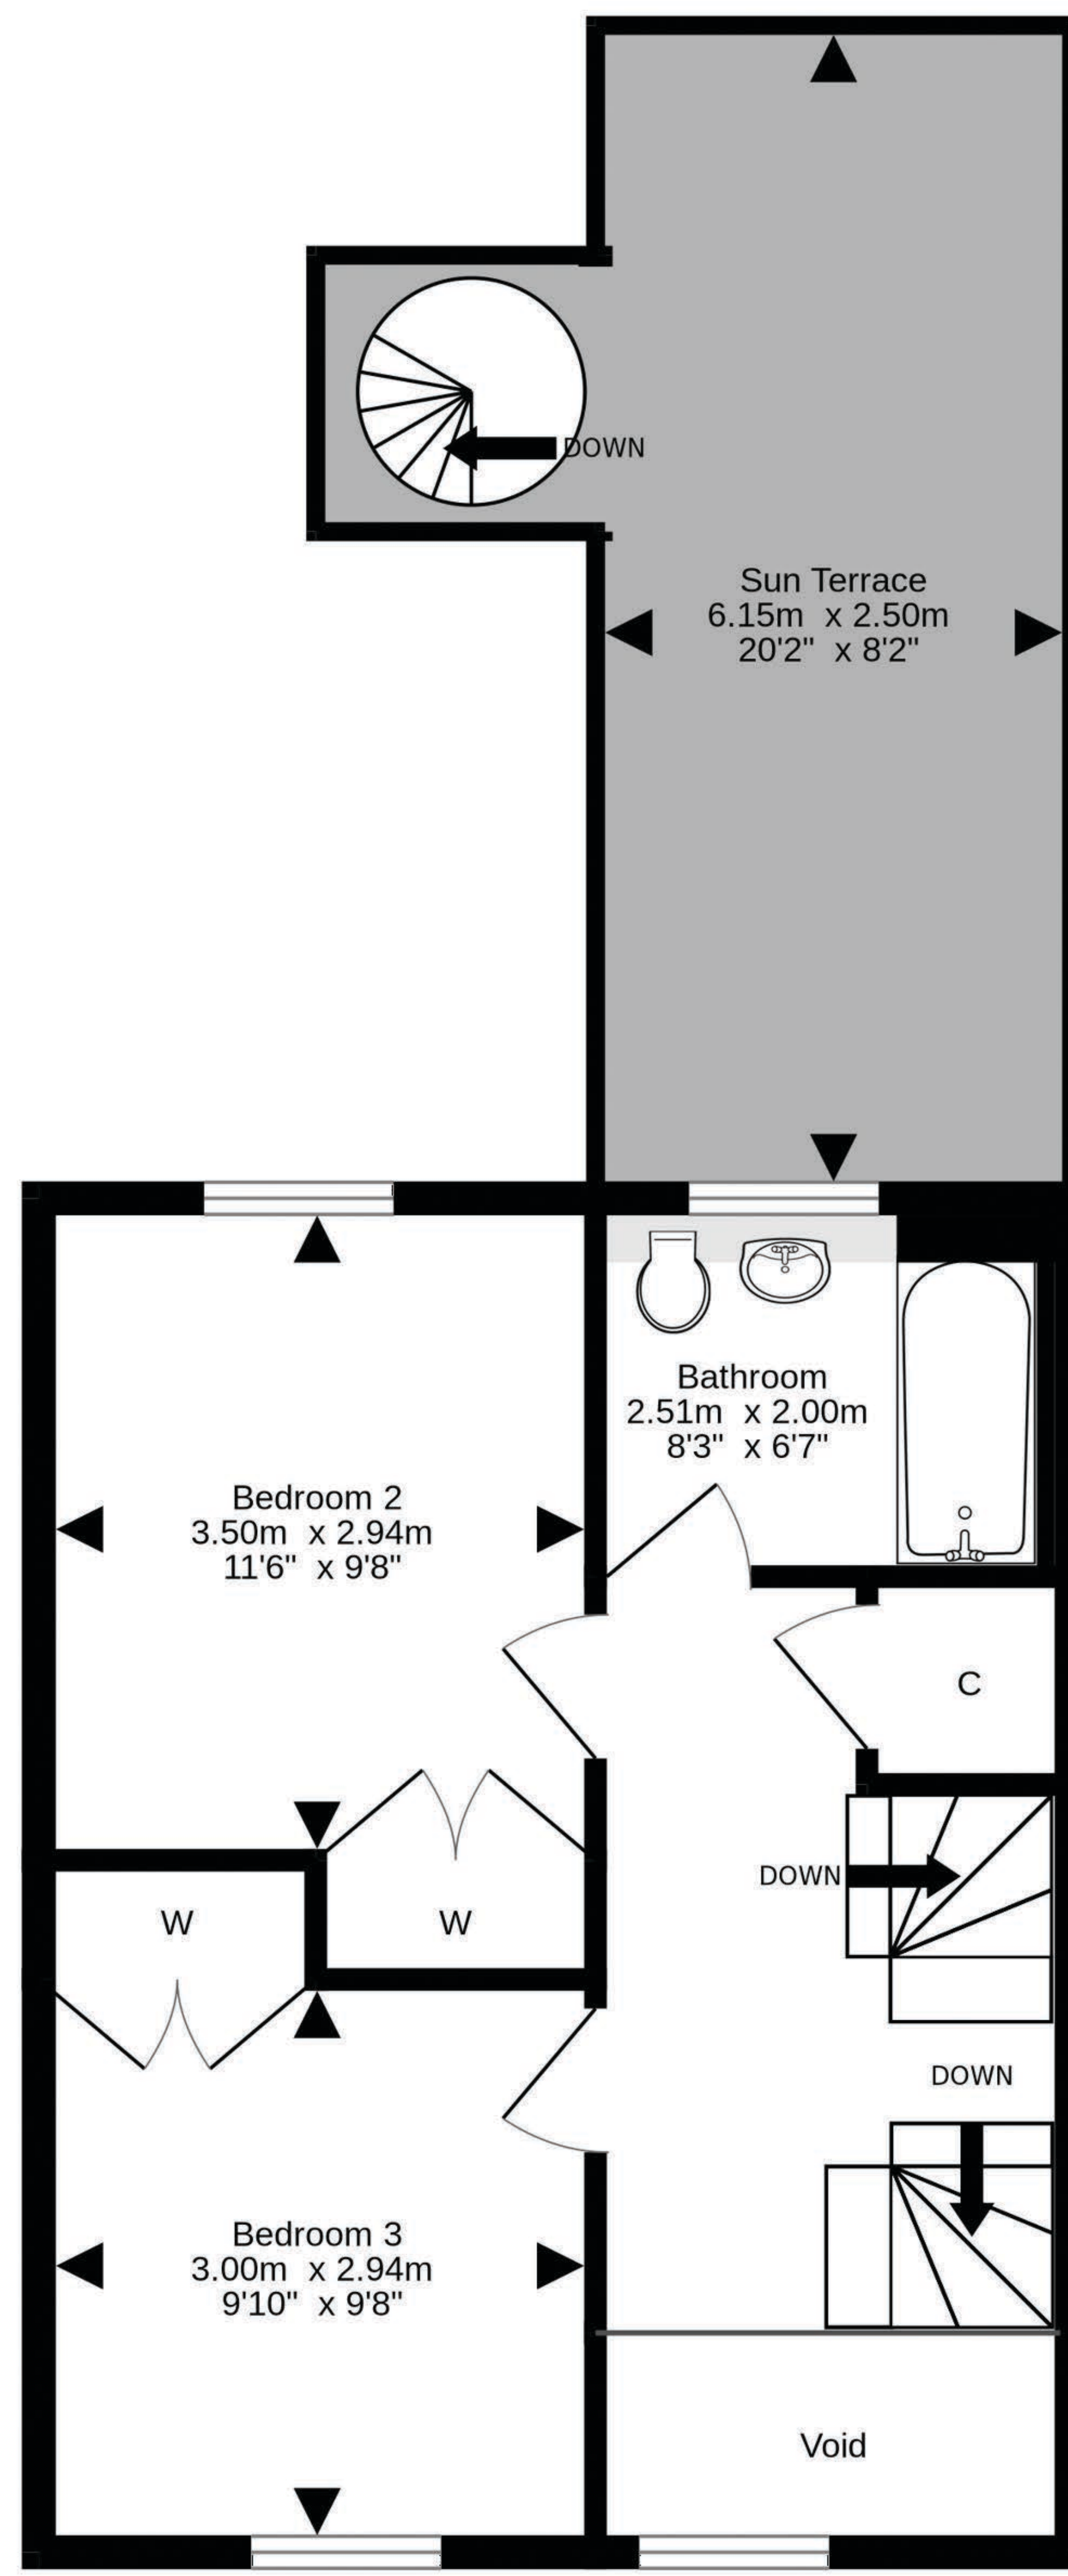 DOWN
Sun Terrace
6.15m x 2.50m
20'2" x 8'2"
Bathroom
2.51m x 2.00m
8'3" x 6'7"
Bedroom 2
3.50m x 2.94m
11'6" x 9'8"
C
DOWN
W
W
DOWN
Bedroom 3
3.00m x 2.94m
9'10" x 9'8"
Void